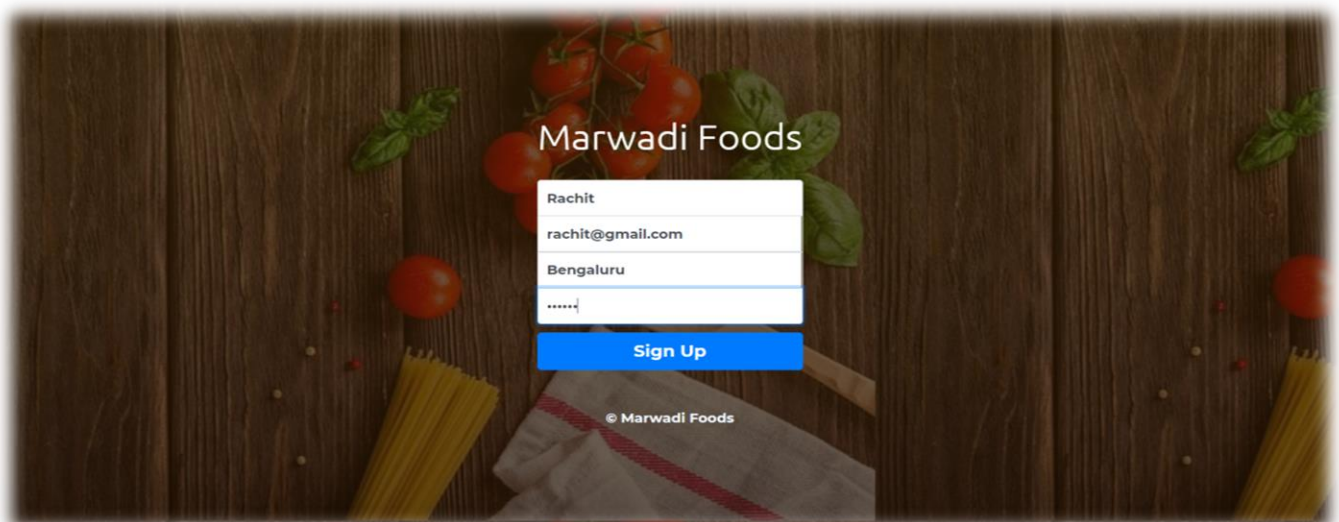 Marwadi Foods
Rachit
rachit@gmail.com
Bengaluru
••••••
Sign Up
© Marwadi Foods